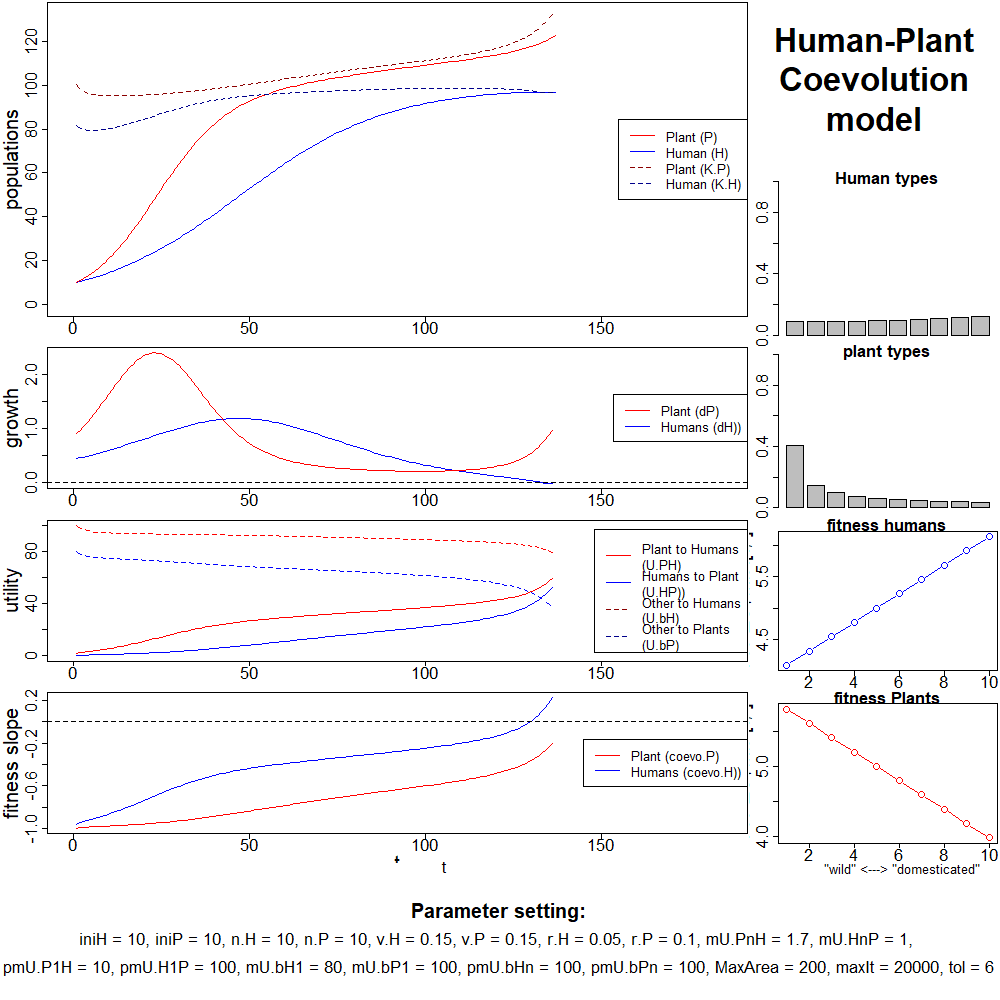 Human-Plant
Coevolution
model
populations
0
20
40
60
80
100
120
0
50
100
150
Plant (P)
Human (H)
Plant (K.P)
Human (K.H)
growth
0.0
1.0
2.0
0
50
100
150
Plant (dP)
Humans (dH))
utility
0
40
80
0
50
100
150
Plant to Humans
(U.PH)
Humans to Plant
(U.HP))
Other to Humans
(U.bH)
Other to Plants
(U.bP)
fitness slope
-1.0
-0.6
-0.2
0.2
0
50
100
150
t
Plant (coevo.P)
Humans (coevo.H))
Human types
0.0
0.4
0.8
plant types
0.0
0.4
0.8
fitness humans
4.5
5.5
2
4
6
8
10
fitness Plants
4.0
5.0
2
4
6
8
10
"wild" <---> "domesticated"
Parameter setting:
iniH = 10, iniP = 10, n.H = 10, n.P = 10, v.H = 0.15, v.P = 0.15, r.H = 0.05, r.P = 0.1, mU.PnH = 1.7, mU.HnP = 1,
pmU.P1H = 10, pmU.H1P = 100, mU.bH1 = 80, mU.bP1 = 100, pmU.bHn = 100, pmU.bPn = 100, MaxArea = 200, maxIt = 20000, tol = 6